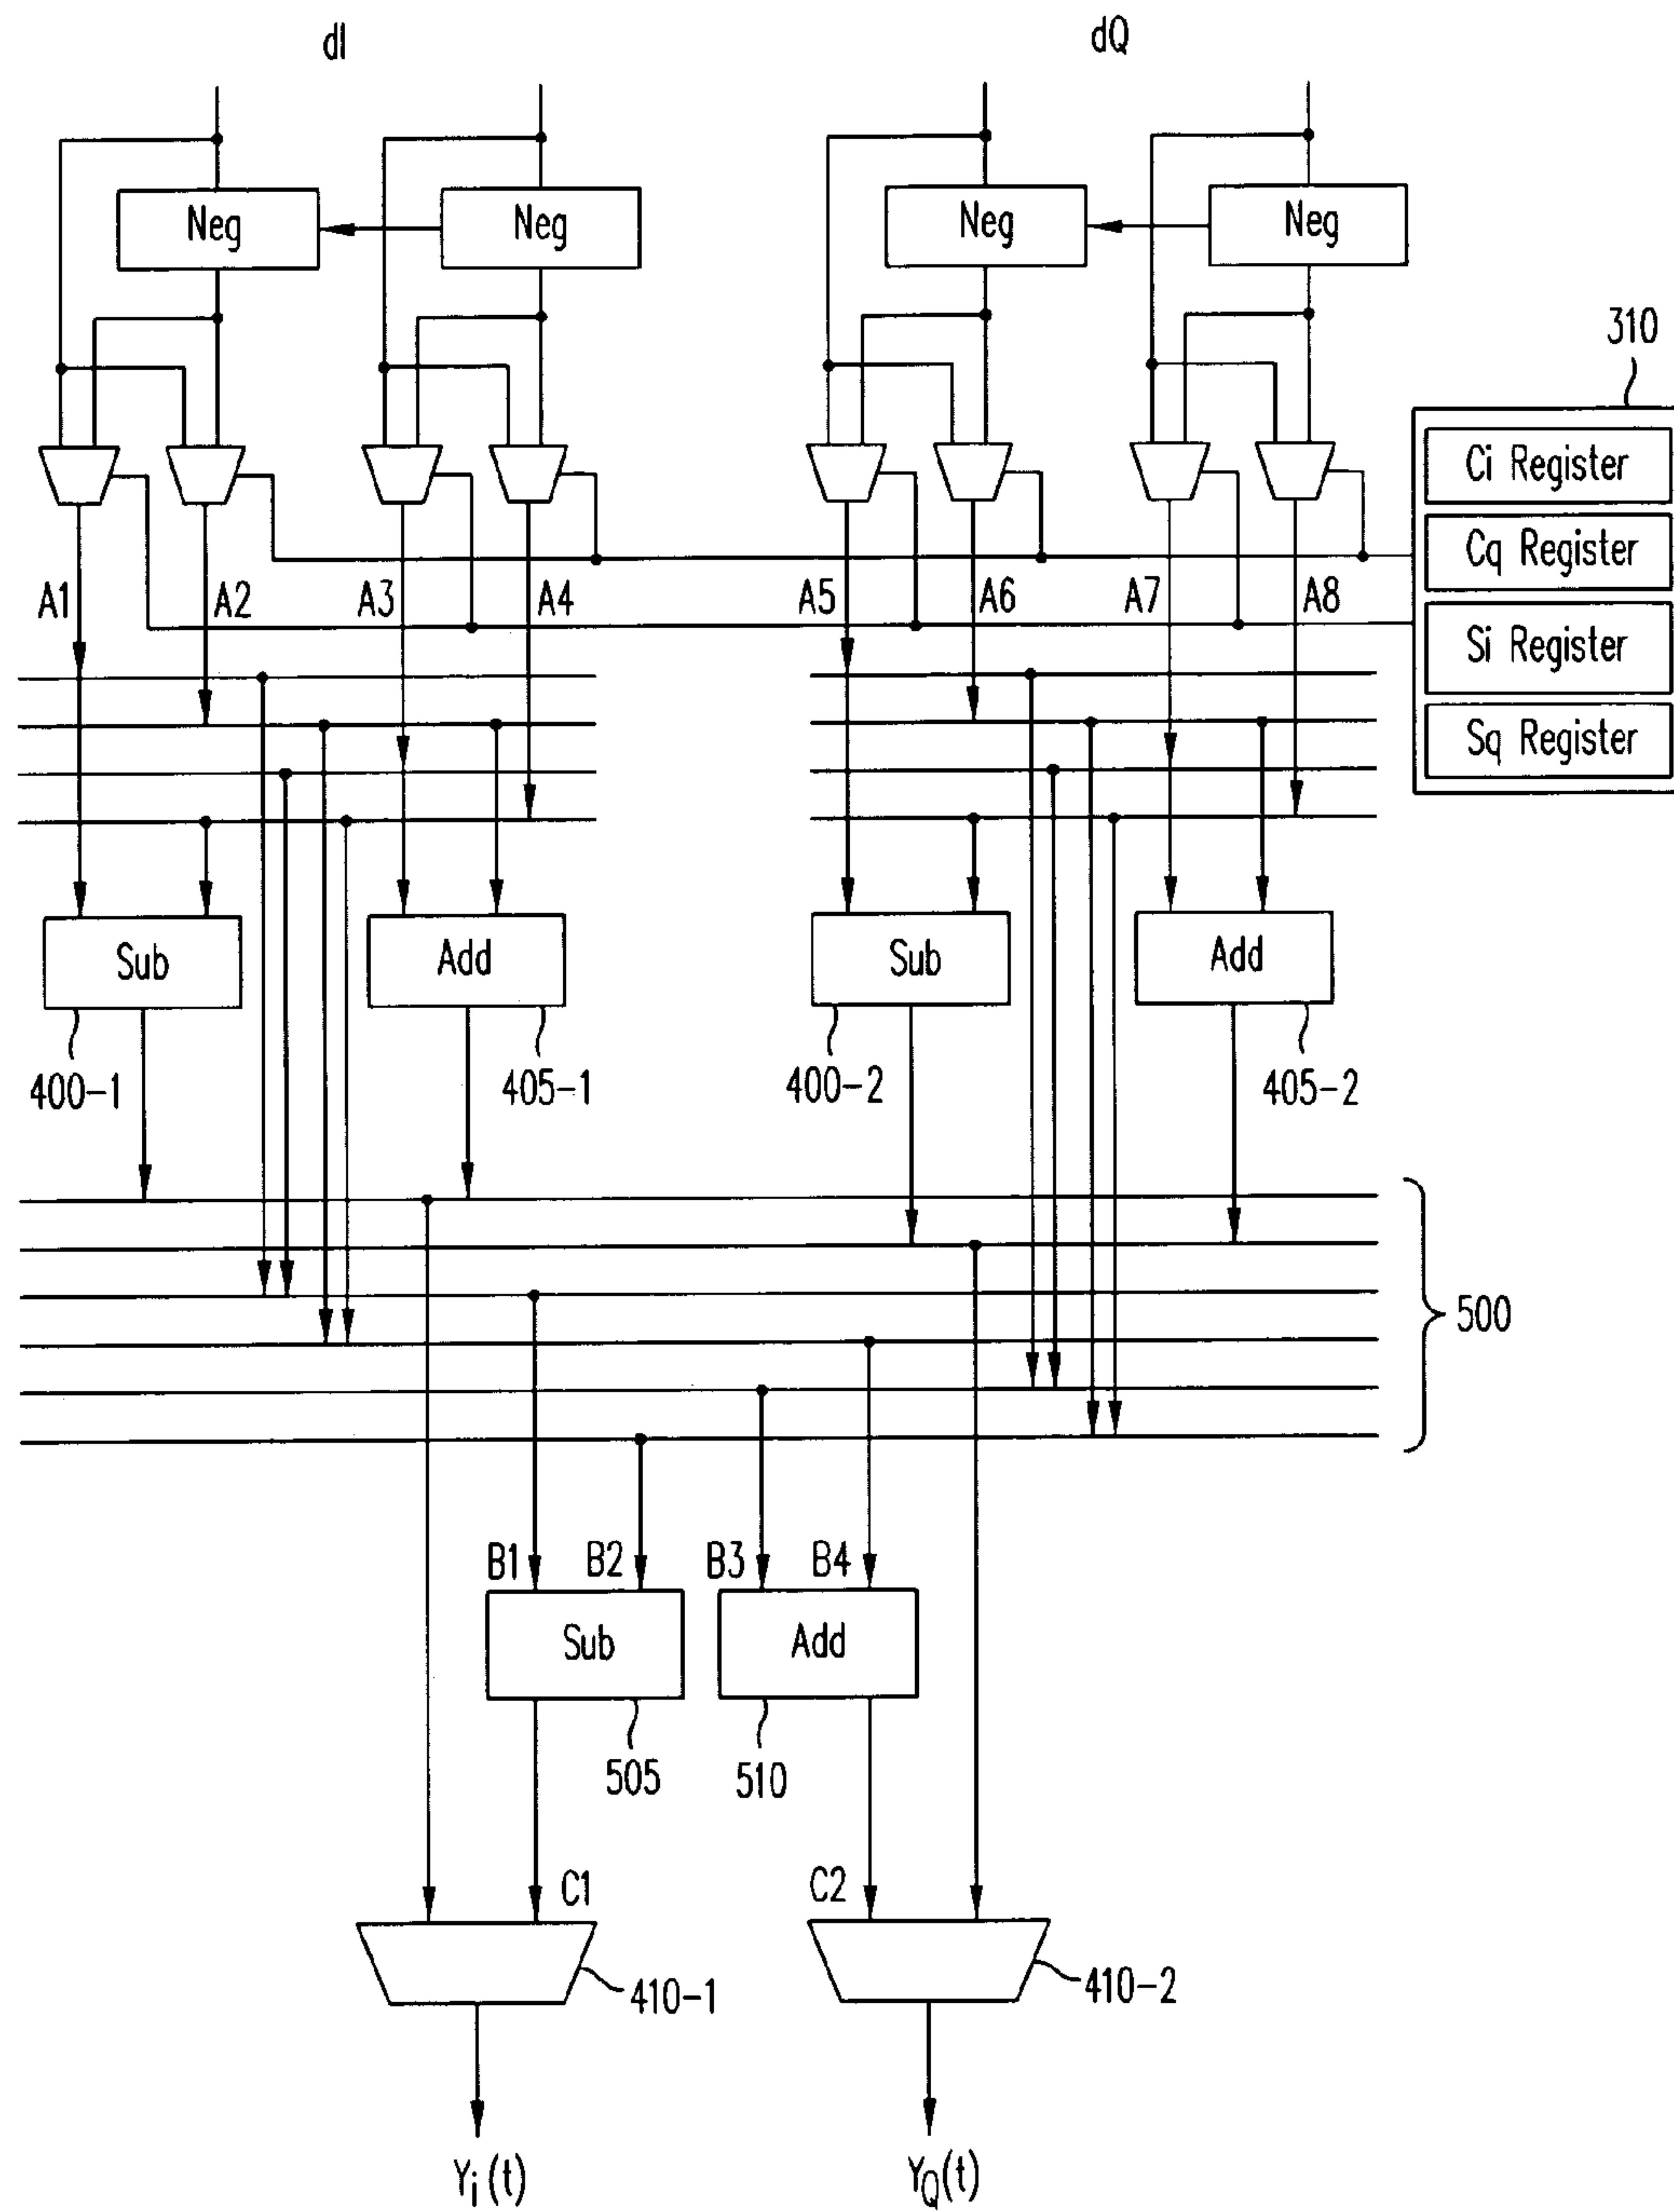 dI
dQ
Neg
Neg
Neg
Neg
310
Ci Register
Cq Register
Si Register
Sq Register
A1
A2
A3
A4
A5
A6
A7
A8
Sub
Add
Sub
Add
400-1
405-1
400-2
405-2
500
B1
B2
B3
B4
Sub
Add
505
510
C1
C2
410-1
410-2
Yi(t)
YQ(t)